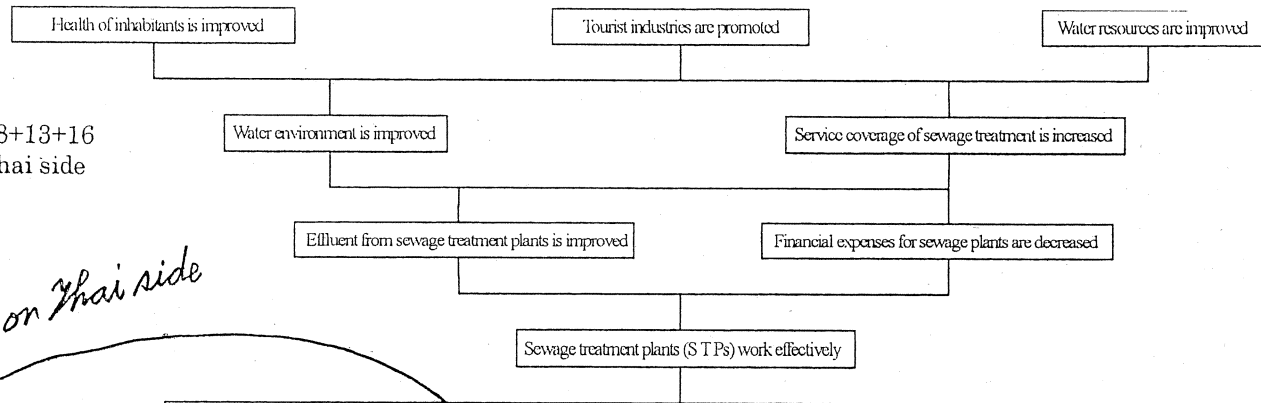 Health of inhabitants is improved
Tourist industries are promoted
Water resources are improved
Water environment is improved
Service coverage of sewage treatment is increased
8+13+16
hai side
Effluent from sewage treatment plants is improved
Financial expenses for sewage plants are decreased
on Thai side
Sewage treatment plants (S T Ps) work effectively